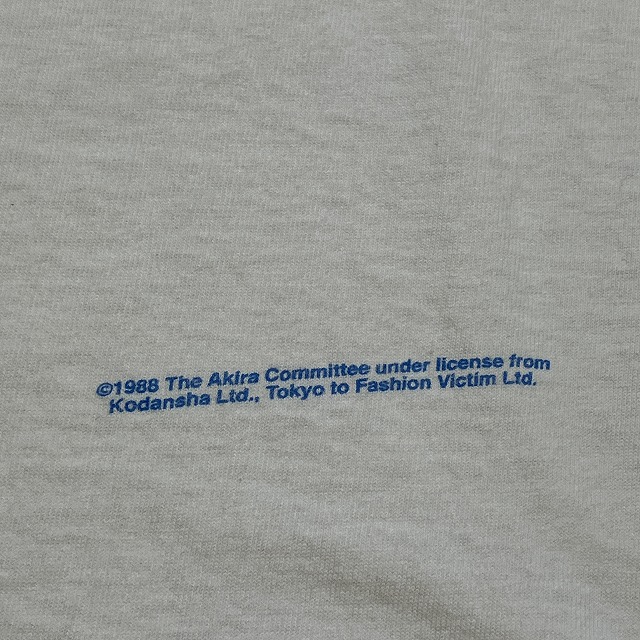 ©1988 The Akira Committee under license from
Kodansha Ltd., Tokyo to Fashion Victim Ltd.